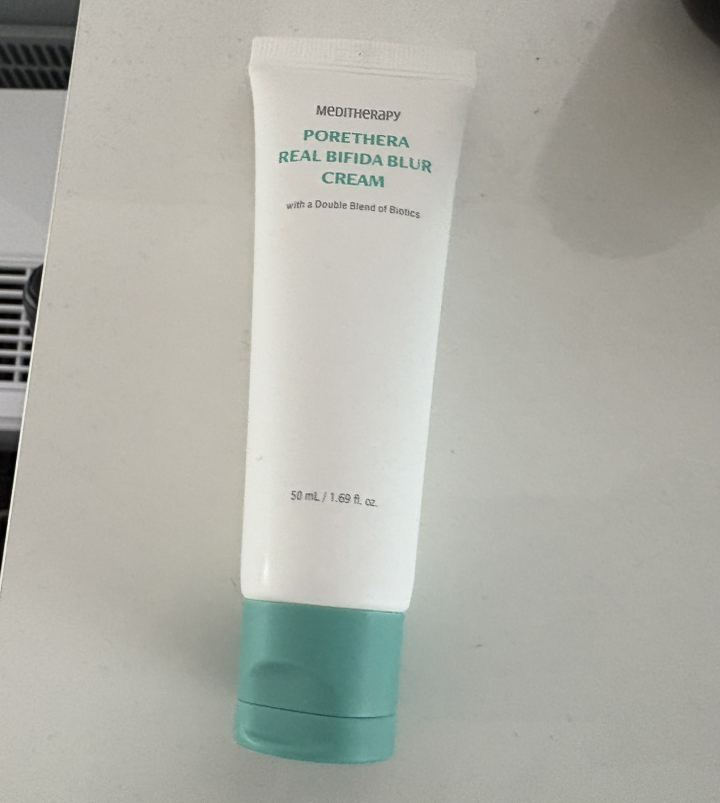 MEDITHERAPY
PORETHERA
REAL BIFIDA BLUR
CREAM
with a Double Blend of Biotics
50 mL / 1.69 fl. oz.